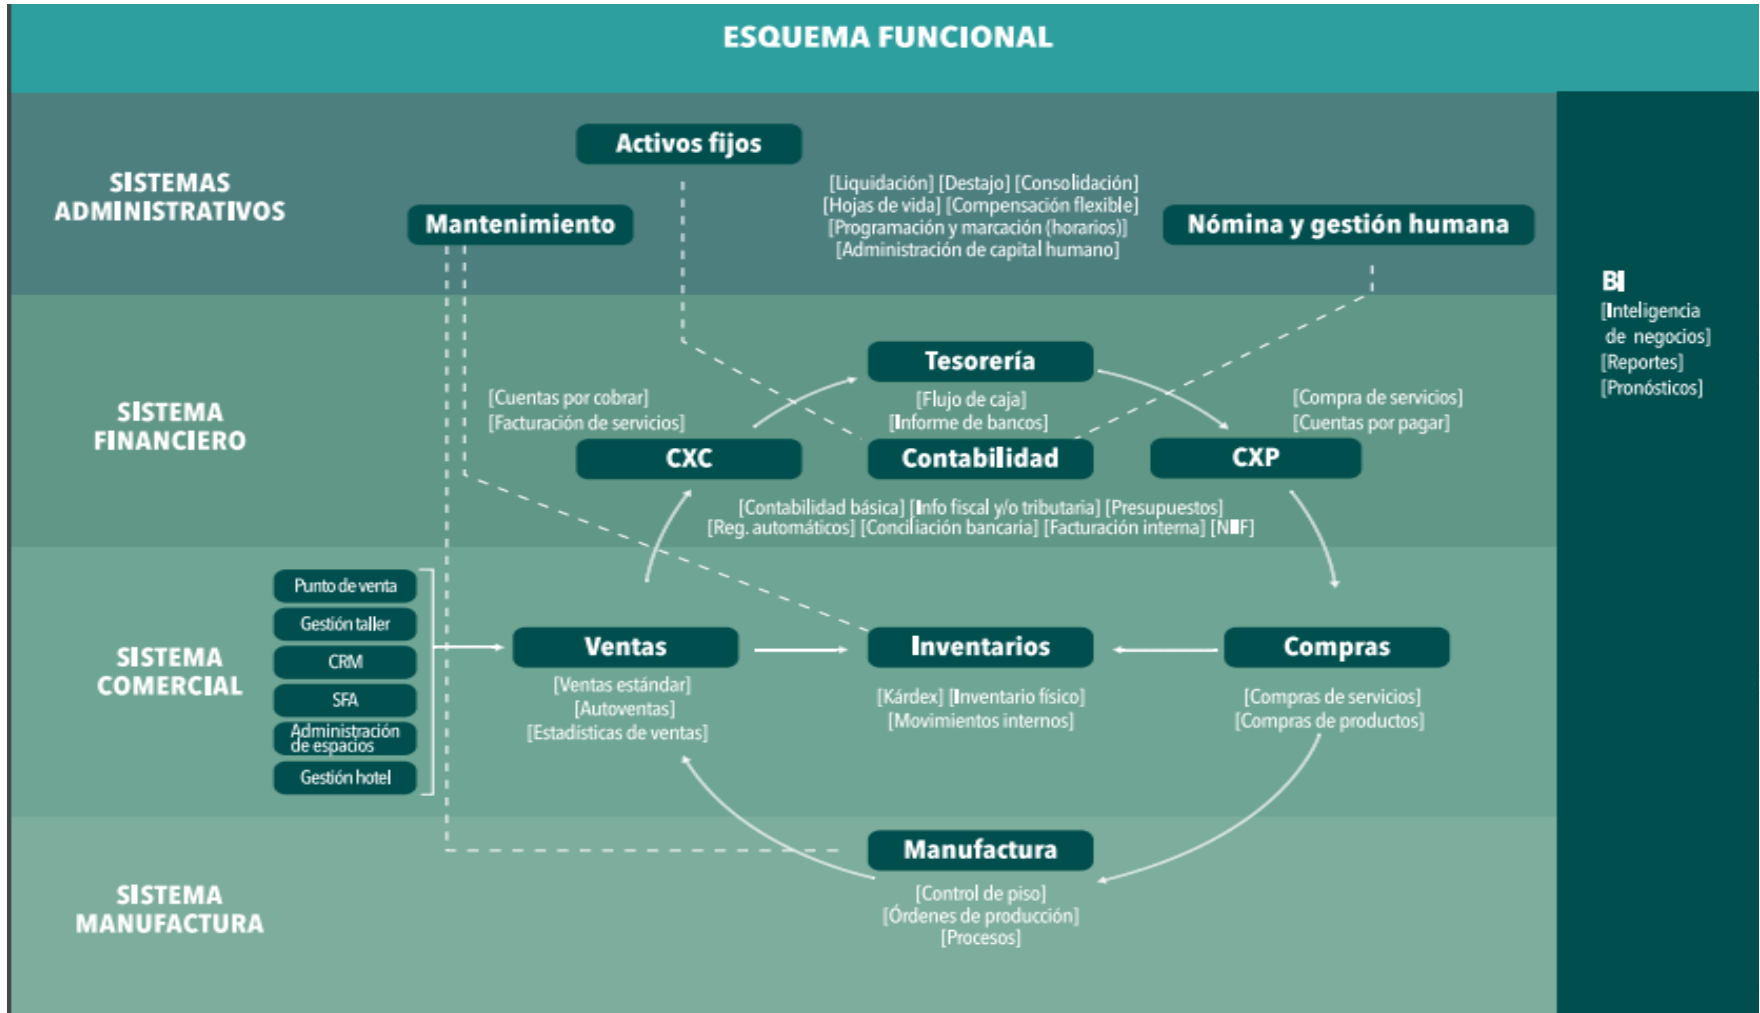 ESQUEMA FUNCIONAL
SISTEMAS
ADMINISTRATIVOS
Activos fijos
Mantenimiento
[Liquidación] [Destajo] [Consolidación]
[Hojas de vida] [Compensación flexible]
[Programación y marcación (horarios)]
[Administración de capital humano]
Nómina y gestión humana
SISTEMA
FINANCIERO
Tesorería
[Flujo de caja]
[Informe de bancos]
[Cuentas por cobrar]
[Facturación de servicios]
CXC
Contabilidad
[Compra de servicios]
[Cuentas por pagar]
CXP
[Contabilidad básica] [Info fiscal y/o tributaria] [Presupuestos]
[Reg. automáticos] [Conciliación bancaria] [Facturación interna] [NIIF]
SISTEMA
COMERCIAL
Punto de venta
Gestión taller
CRM
SFA
Administración
de espacios
Gestión hotel
Ventas
[Ventas estándar]
[Autoventas]
[Estadísticas de ventas]
Inventarios
[Kárdex] [Inventario físico]
[Movimientos internos]
Compras
[Compras de servicios]
[Compras de productos]
SISTEMA
MANUFACTURA
Manufactura
[Control de piso]
[Órdenes de producción]
[Procesos]
BI
[Inteligencia
de negocios]
[Reportes]
[Pronósticos]